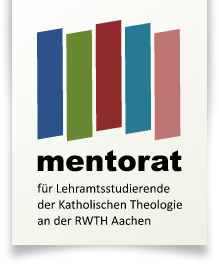 mentorat
für Lehramtsstudierende
der Katholischen Theologie
an der RWTH Aachen